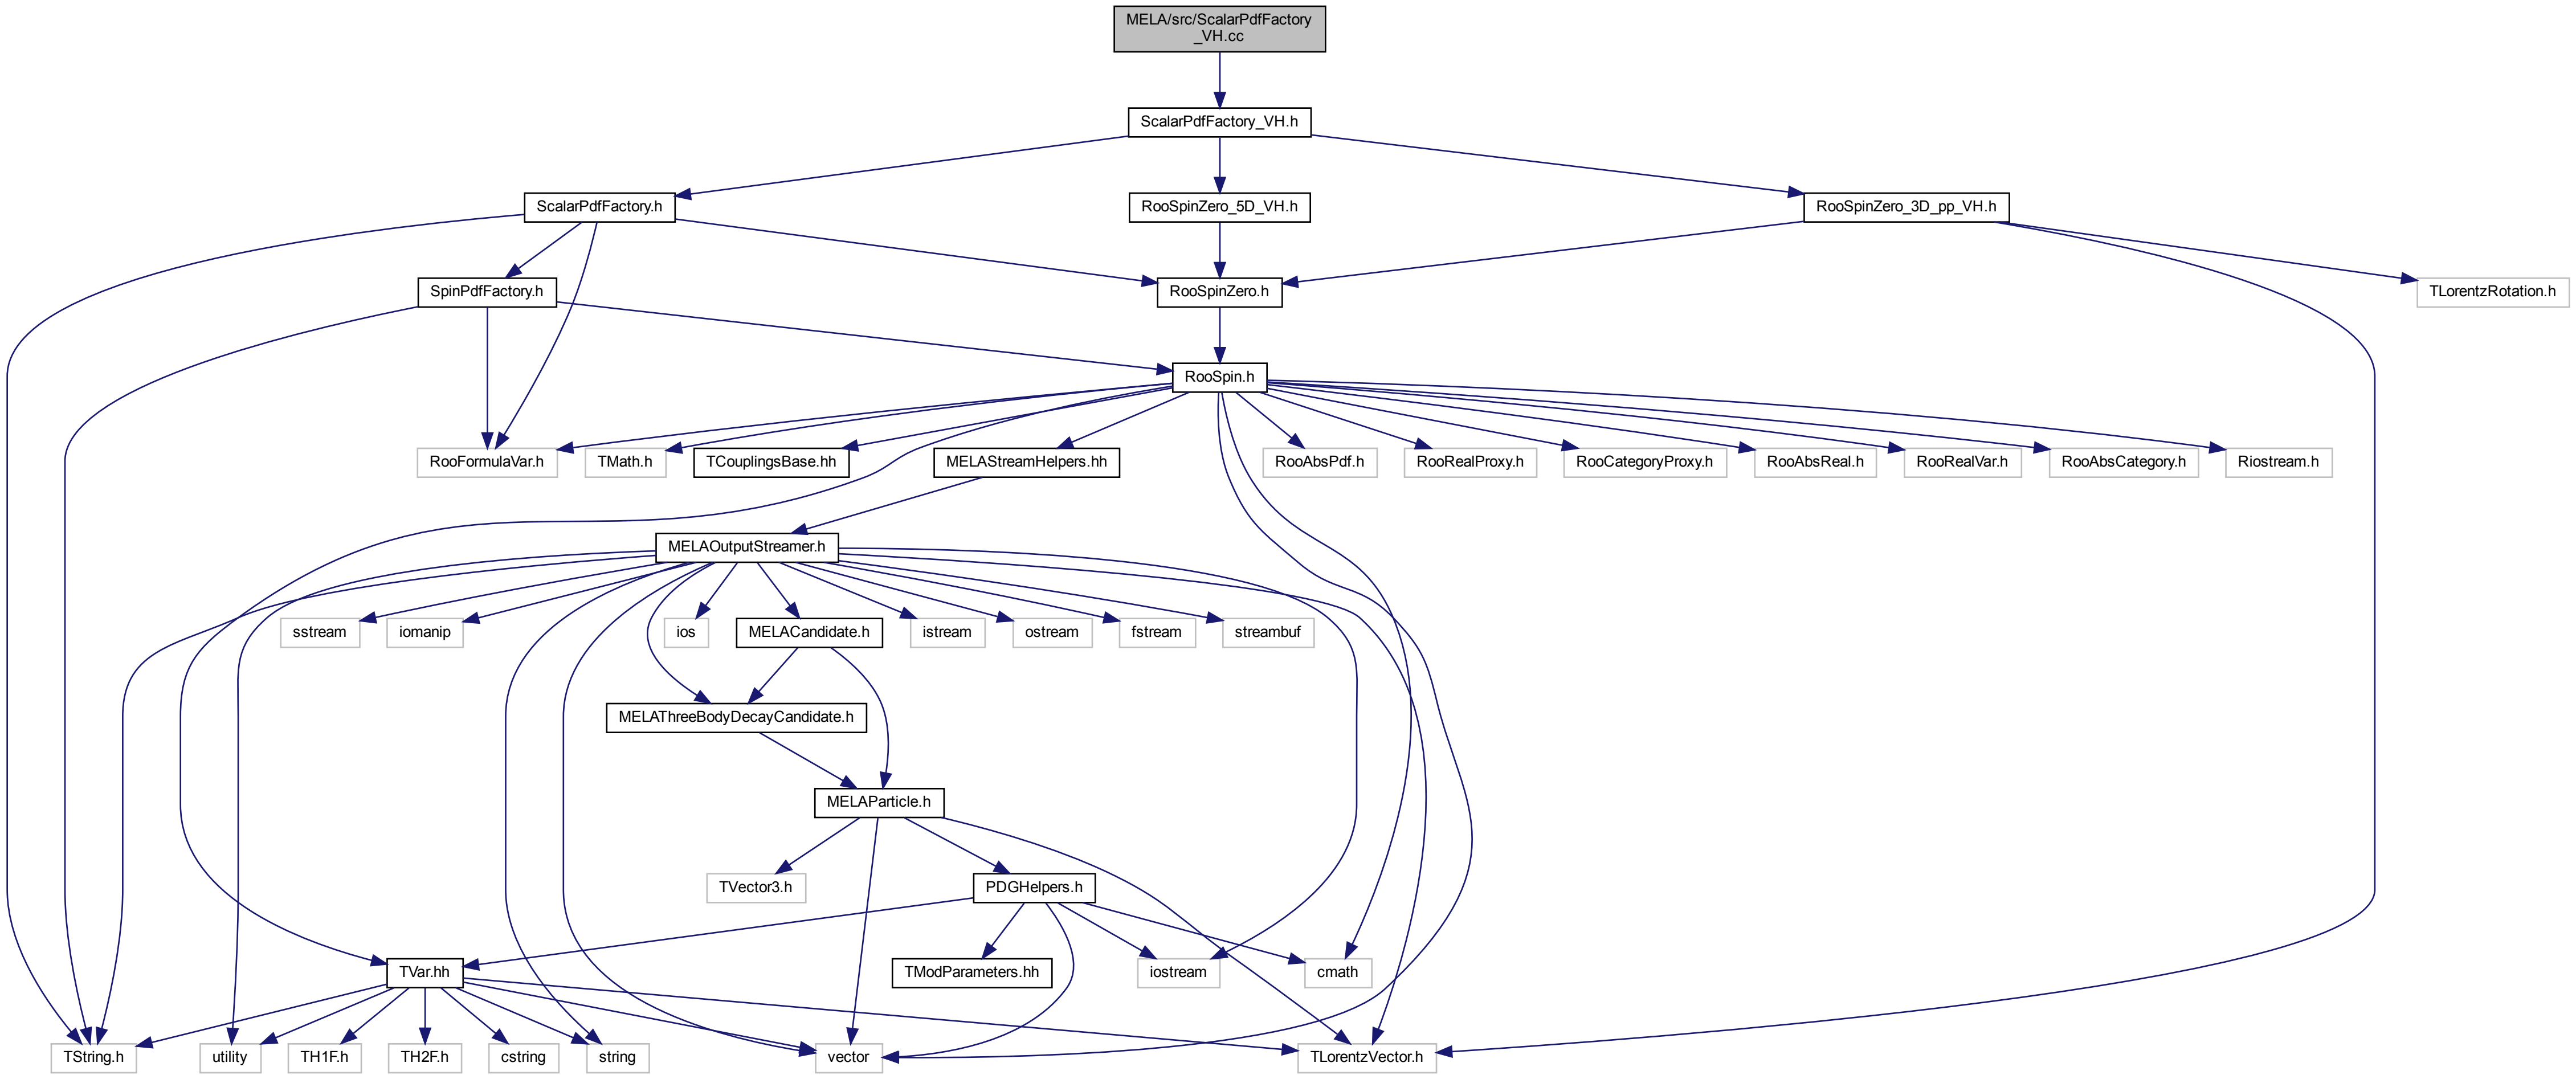 MELA/src/ScalarPdfFactory
_VH.cc
ScalarPdfFactory_VH.h
ScalarPdfFactory.h
RooSpinZero_5D_VH.h
RooSpinZero_3D_pp_VH.h
SpinPdfFactory.h
RooSpinZero.h
TLorentzRotation.h
RooSpin.h
RooFormulaVar.h
TMath.h
TCouplingsBase.hh
MELAStreamHelpers.hh
RooAbsPdf.h
RooRealProxy.h
RooCategoryProxy.h
RooAbsReal.h
RooRealVar.h
RooAbsCategory.h
Riostream.h
MELAOutputStreamer.h
sstream
iomanip
ios
MELACandidate.h
istream
ostream
fstream
streambuf
MELAThreeBodyDecayCandidate.h
MELAParticle.h
TVector3.h
PDGHelpers.h
TVar.hh
TModParameters.hh
iostream
cmath
TString.h
utility
TH1F.h
TH2F.h
cstring
string
vector
TLorentzVector.h